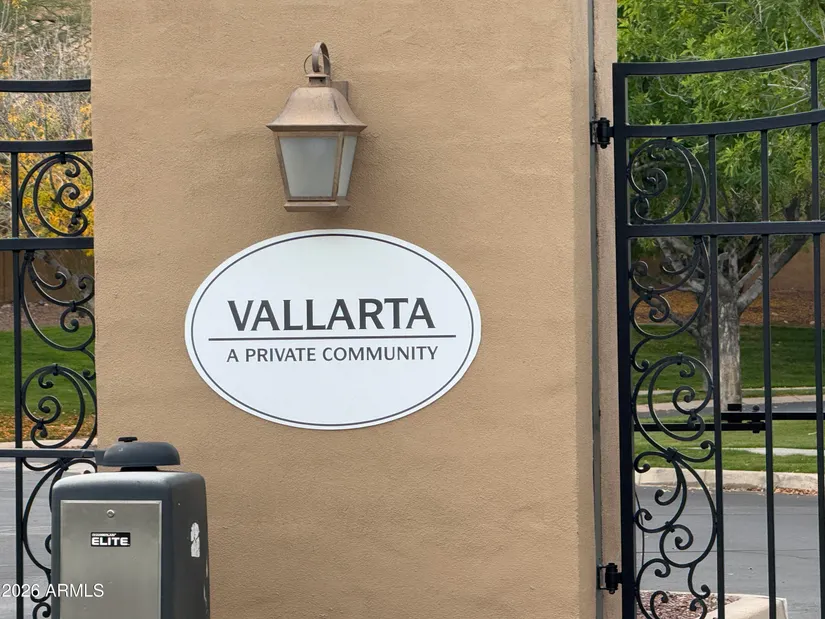 VALLARTA
A PRIVATE COMMUNITY
ELITE
2026 ARMLS